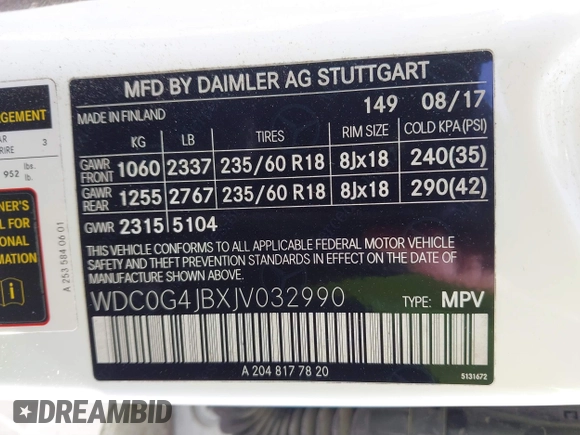 MFD BY DAIMLER AG STUTTGART
MADE IN FINLAND 149 08/17
KG LB TIRES RIM SIZE COLD KPA(PSI)
GAWR FRONT 1060 2337 235/60 R18 8Jx18 240(35)
GAWR REAR 1255 2767 235/60 R18 8Jx18 290(42)
GVWR 2315 5104
THIS VEHICLE CONFORMS TO ALL APPLICABLE FEDERAL MOTOR VEHICLE
SAFETY AND THEFT PREVENTION STANDARDS IN EFFECT ON THE DATE OF
MANUFACTURE SHOWN ABOVE.
WDC0G4JBXJV032990 TYPE: MPV
A 204 817 78 20 5131672
3
952 lbs.
A 253 584 06 01
DREAMBID